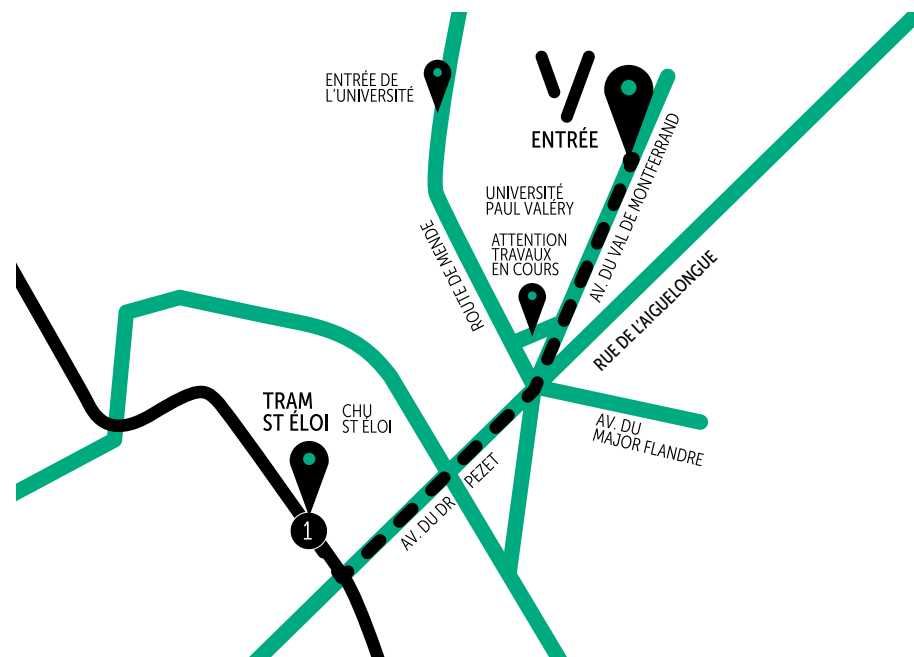 ENTRÉE DE
L'UNIVERSITÉ
ENTRÉE
UNIVERSITÉ
PAUL VALÉRY
ATTENTION
TRAVAUX
EN COURS
ROUTE DE MENDE
AV. DU VAL DE MONTFERRAND
RUE DE L'AIGUELONGUE
TRAM
ST ÉLOI
CHU
ST ÉLOI
AV. DU
MAJOR FLANDRE
AV. DU DR PEZET
1